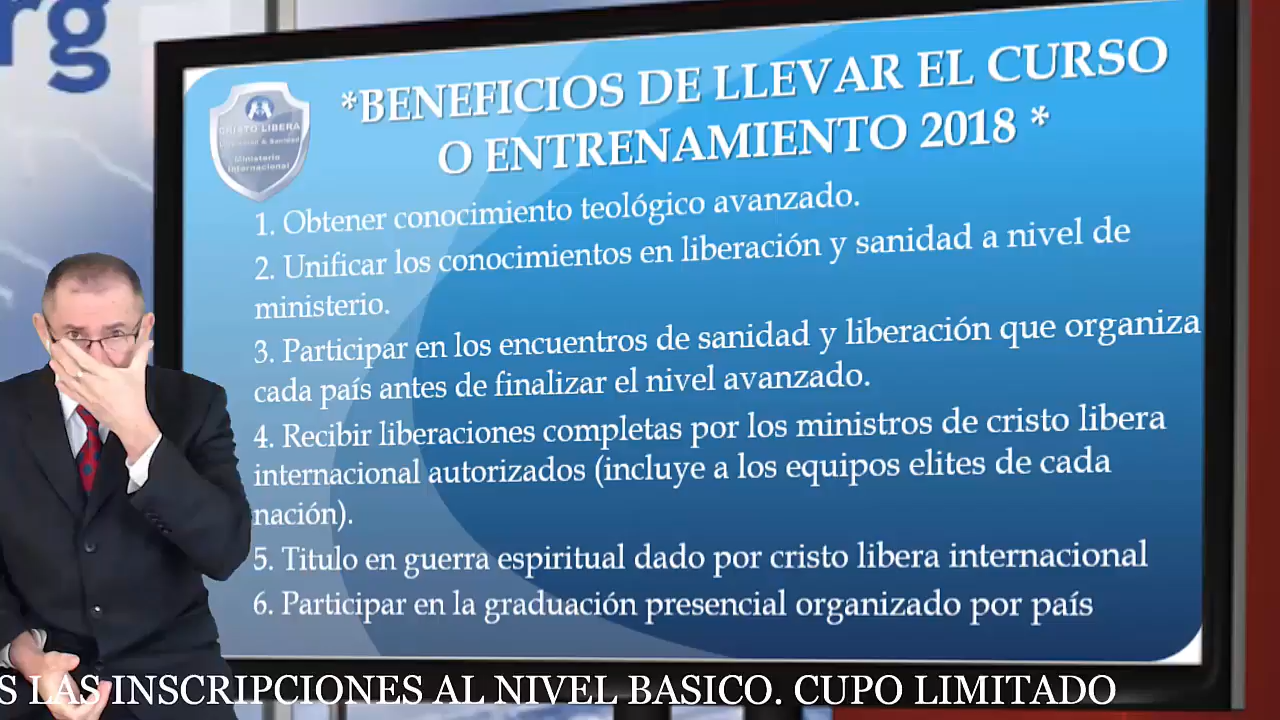 rg
CRISTO LIBERA
& Sanidad
Ministerio
Internacional
*BENEFICIOS DE LLEVAR EL CURSO
O ENTRENAMIENTO 2018 *
1. Obtener conocimiento teológico avanzado.
2. Unificar los conocimientos en liberación y sanidad a nivel de
ministerio.
3. Participar en los encuentros de sanidad y liberación que organiza
cada país antes de finalizar el nivel avanzado.
4. Recibir liberaciones completas por los ministros de cristo libera
internacional autorizados (incluye a los equipos elites de cada
nación).
5. Titulo en guerra espiritual dado por cristo libera internacional
6. Participar en la graduación presencial organizado por país
S LAS INSCRIPCIONES AL NIVEL BASICO. CUPO LIMITADO